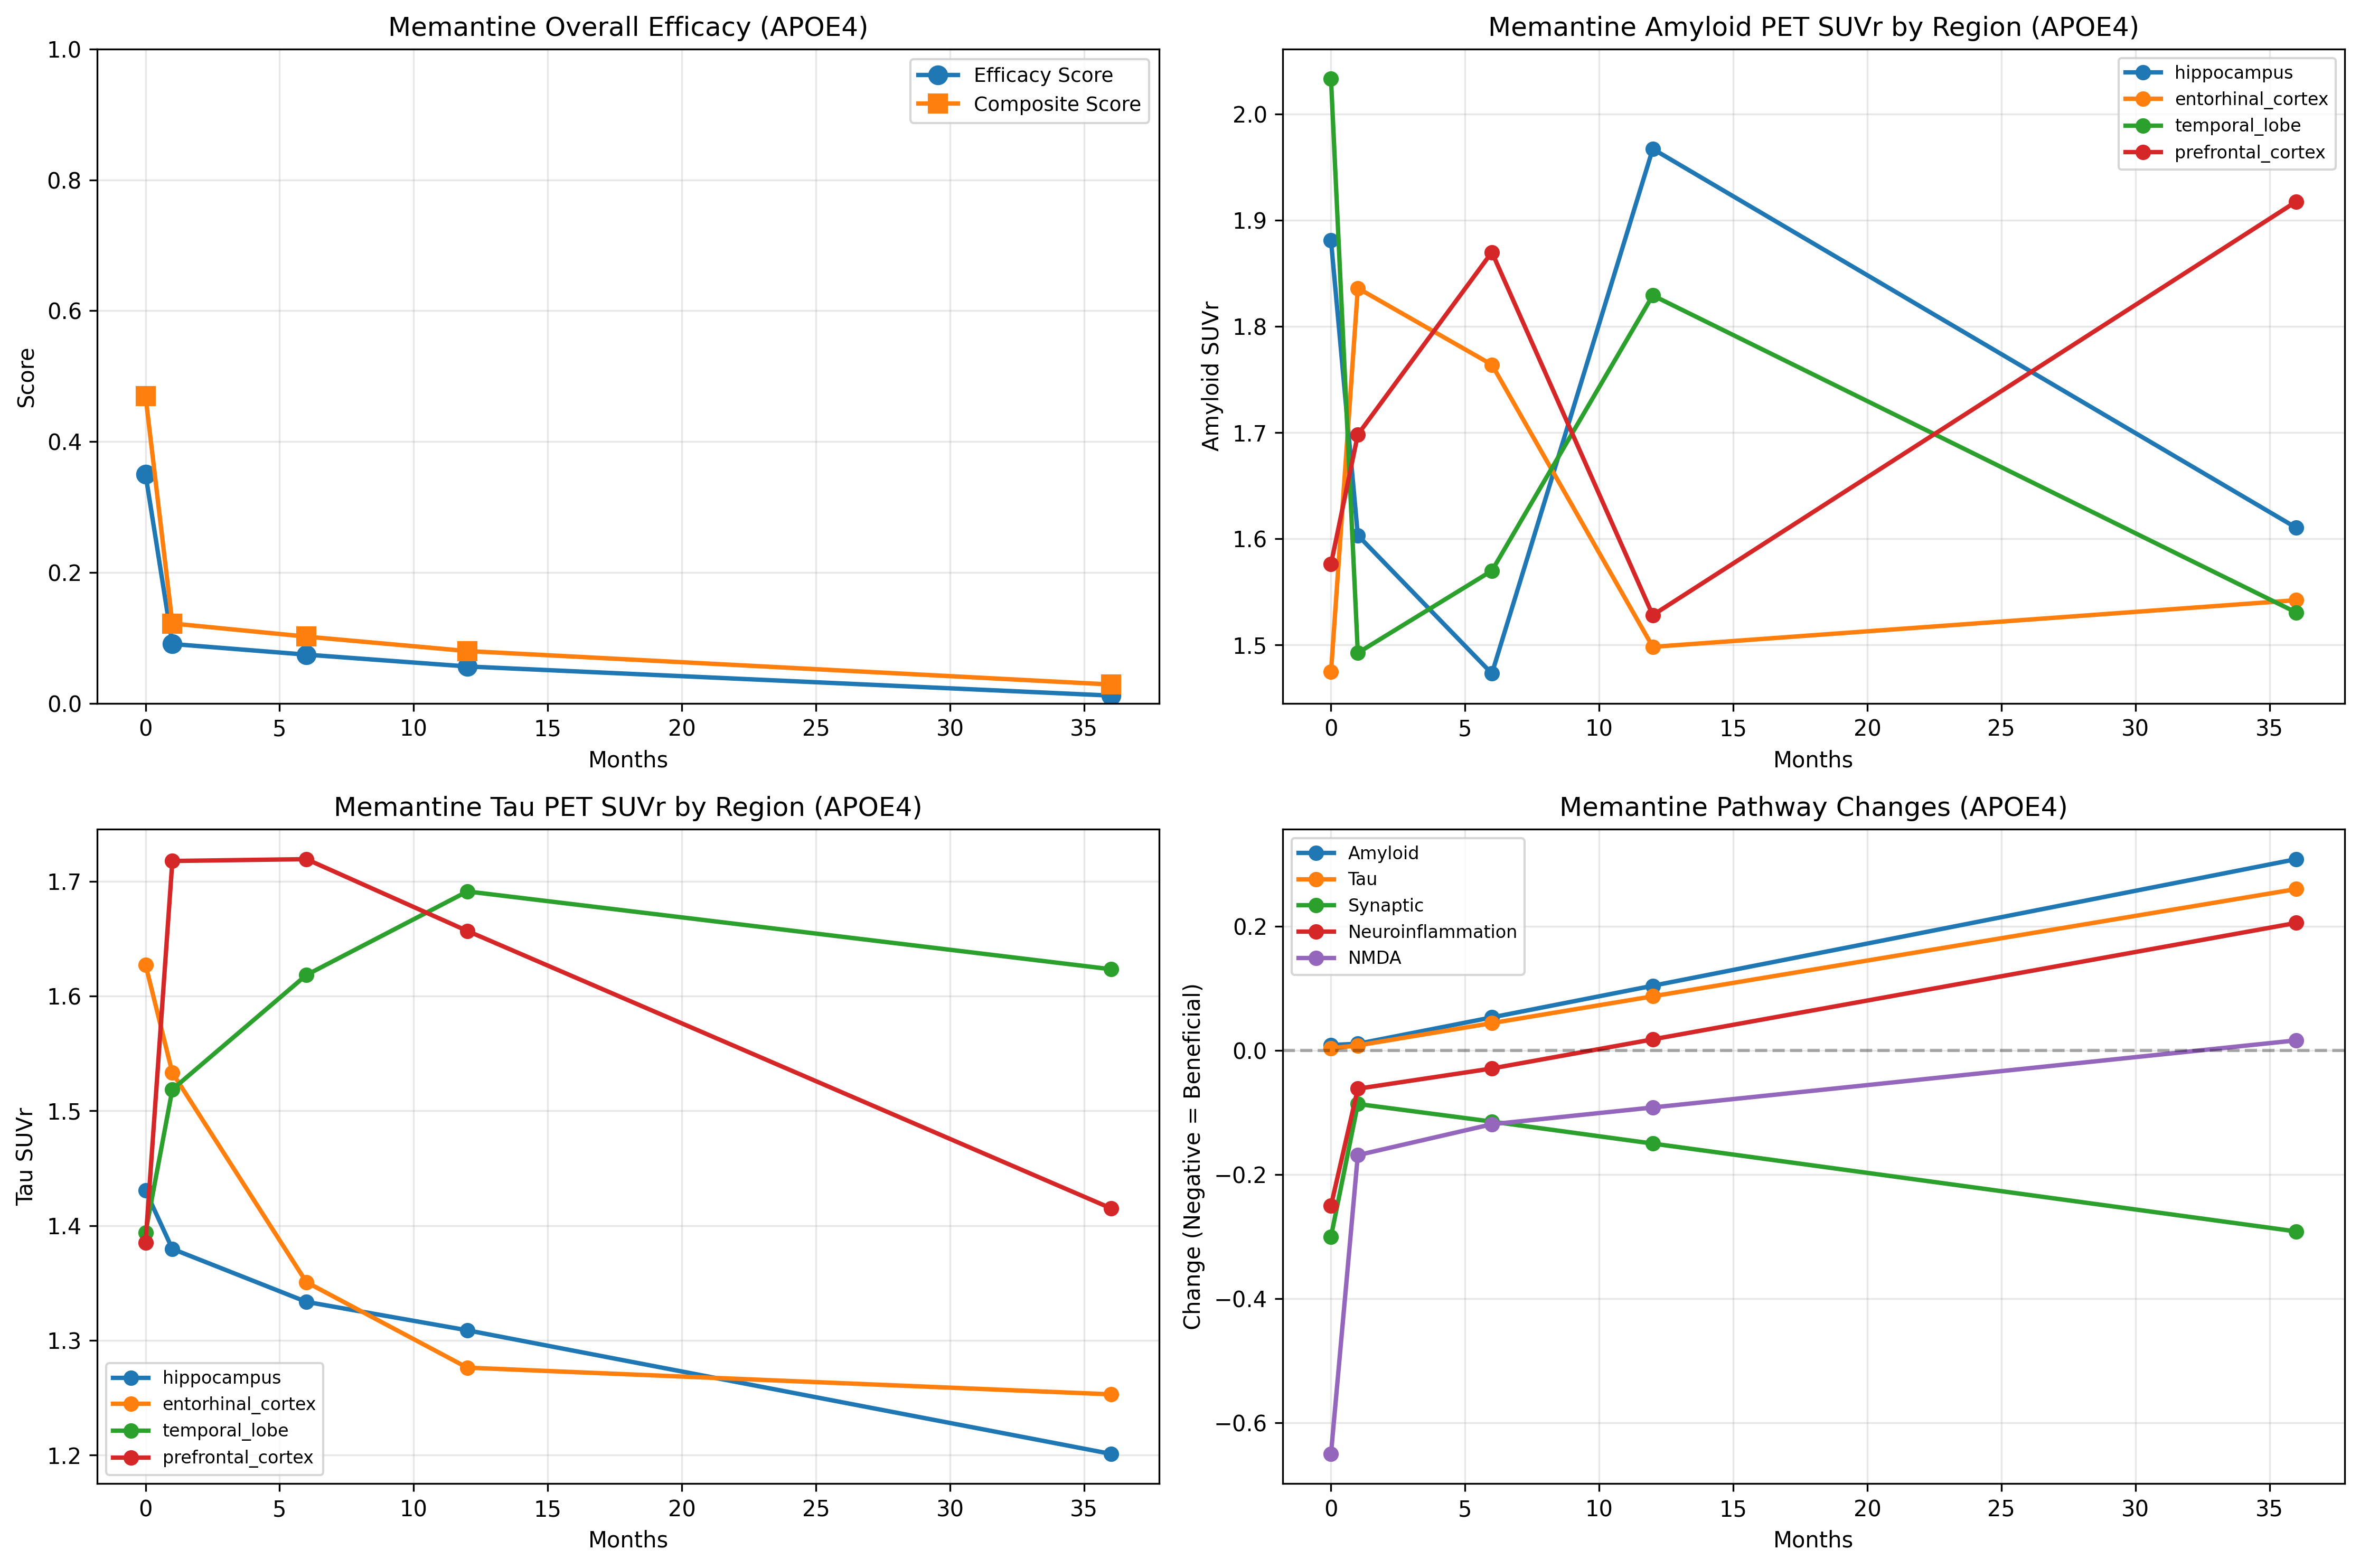 Memantine Overall Efficacy (APOE4)
1.0
0.8
0.6
0.4
0.2
0.0
Score
Efficacy Score
Composite Score
0 5 10 15 20 25 30 35
Months
Memantine Amyloid PET SUVr by Region (APOE4)
2.0
1.9
1.8
1.7
1.6
1.5
Amyloid SUVr
hippocampus
entorhinal_cortex
temporal_lobe
prefrontal_cortex
0 5 10 15 20 25 30 35
Months
Memantine Tau PET SUVr by Region (APOE4)
1.7
1.6
1.5
1.4
1.3
1.2
Tau SUVr
hippocampus
entorhinal_cortex
temporal_lobe
prefrontal_cortex
0 5 10 15 20 25 30 35
Months
Memantine Pathway Changes (APOE4)
0.2
0.0
−0.2
−0.4
−0.6
Change (Negative = Beneficial)
Amyloid
Tau
Synaptic
Neuroinflammation
NMDA
0 5 10 15 20 25 30 35
Months